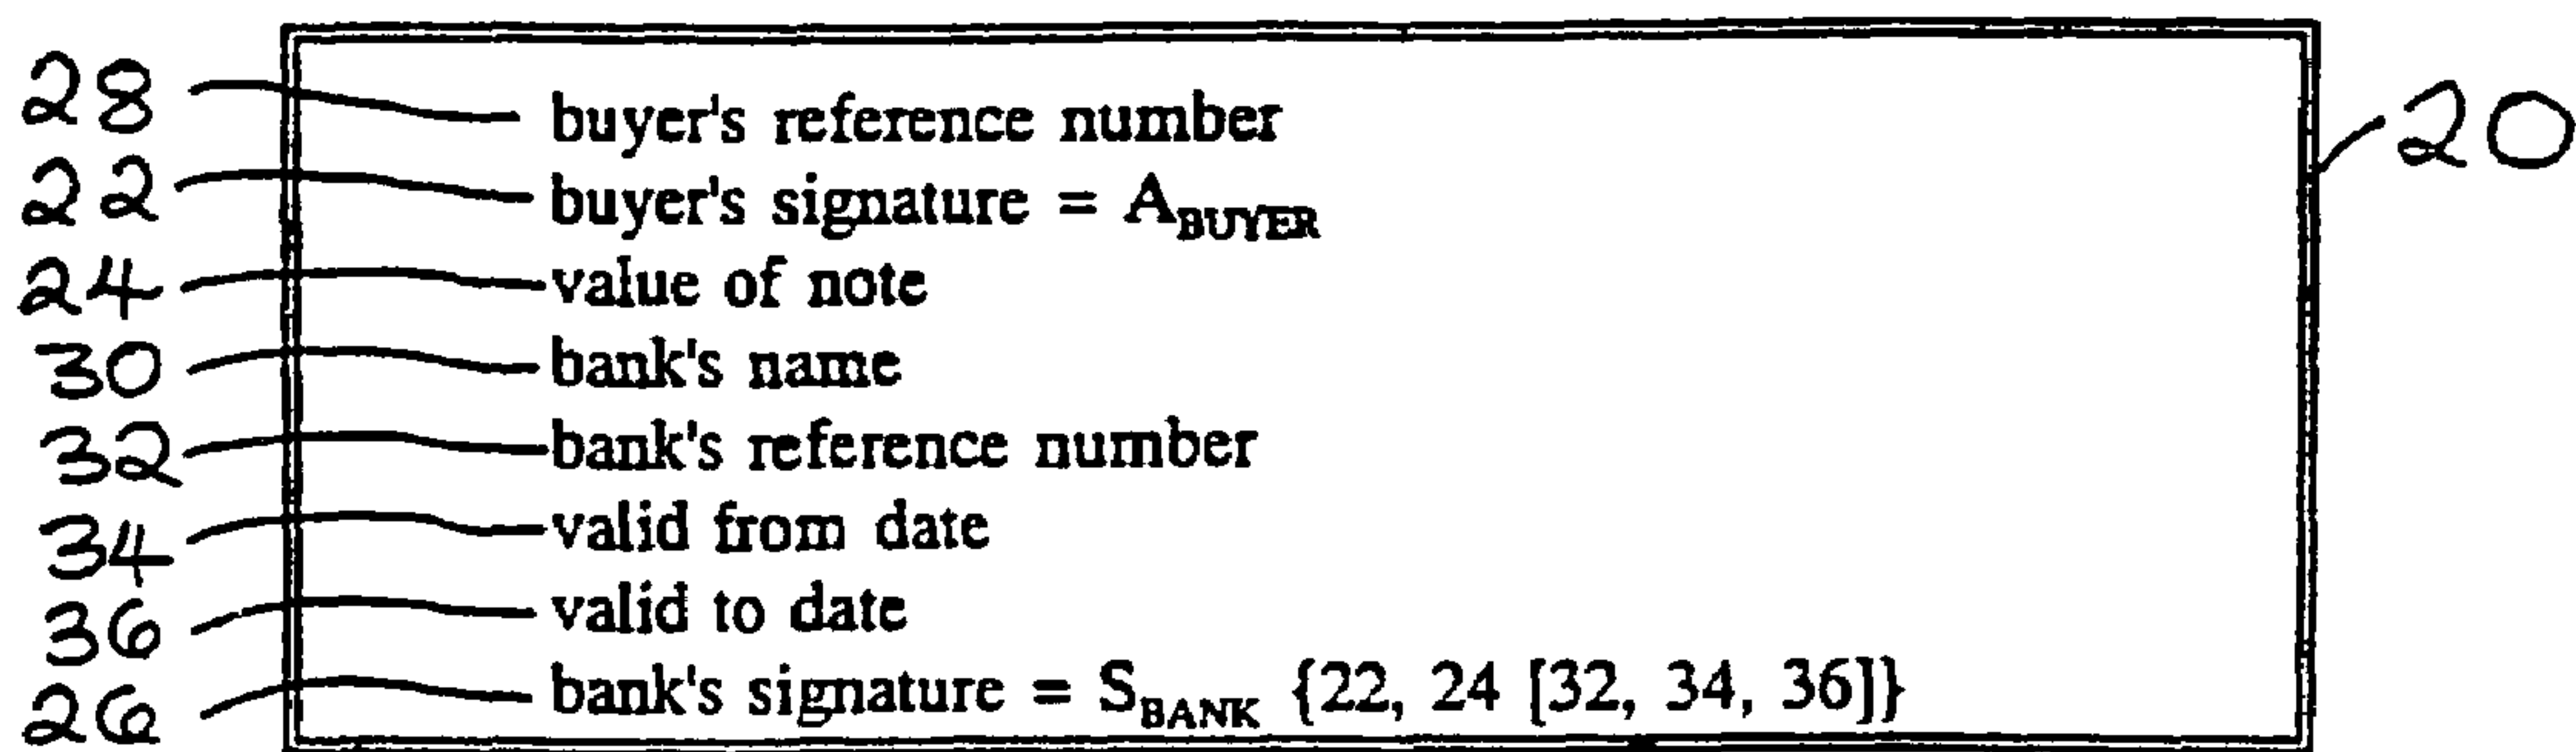 28 buyer's reference number 20
22 buyer's signature = A_BUYER
24 value of note
30 bank's name
32 bank's reference number
34 valid from date
36 valid to date
26 bank's signature = S_BANK {22, 24 [32, 34, 36]}